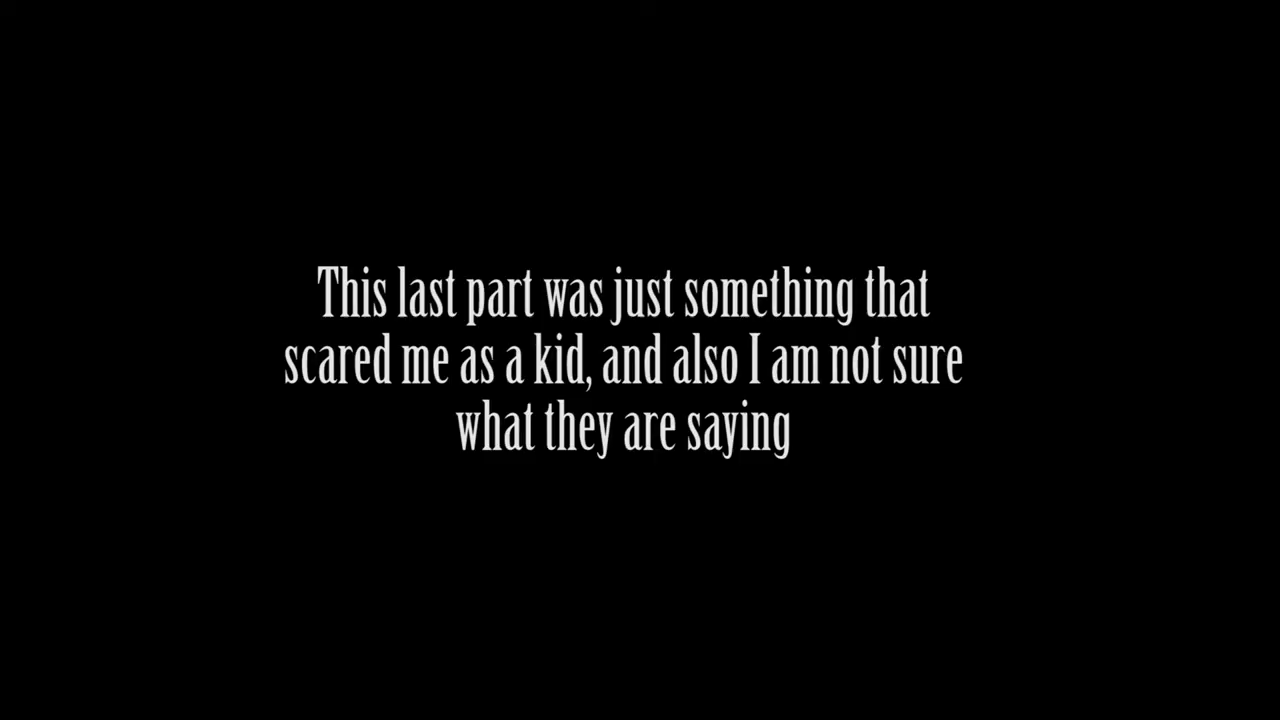 This last part was just something that
scared me as a kid, and also I am not sure
what they are saying